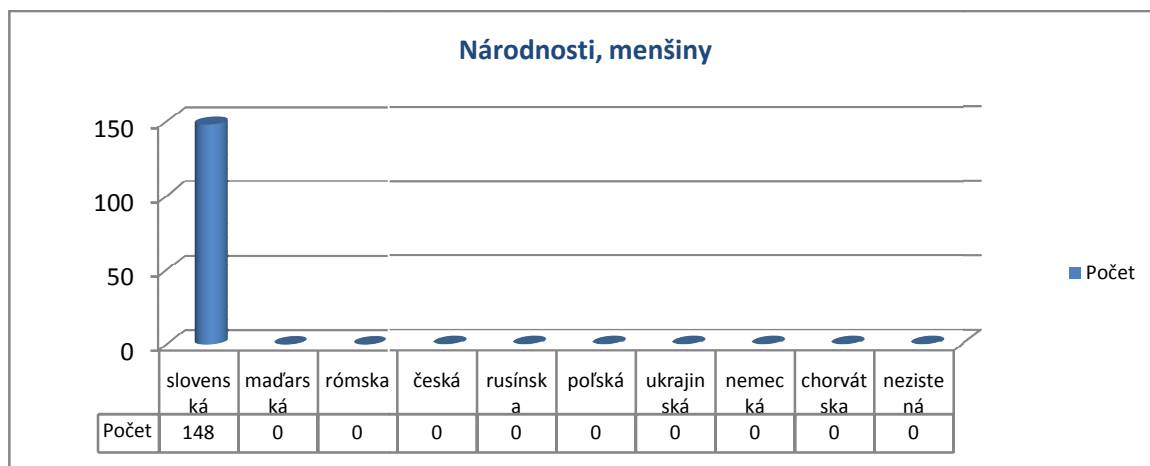 Národnosti, menšiny
150
100
50
0
Počet
slovens maďars rómska česká rusínsk poľská ukrajin nemec chorvát neziste
ká ká a ská ká ska ná
Počet 148 0 0 0 0 0 0 0 0 0